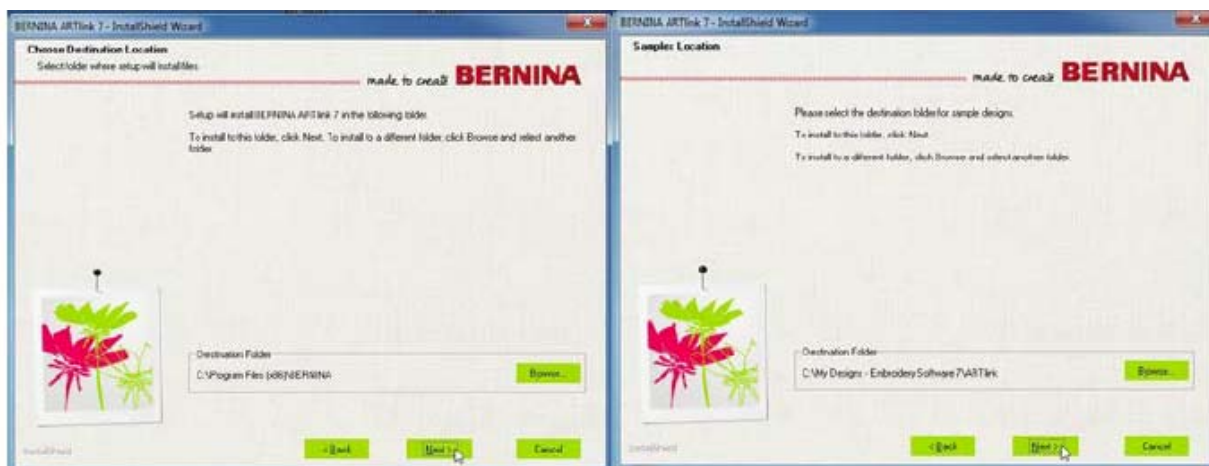 BERNINA ARTlink 7 - InstallShield Wizard
Choose Destination Location
Select folder where setup will install files.
made to create BERNINA
Setup will install BERNINA ARTlink 7 in the following folder.
To install to this folder, click Next. To install to a different folder, click Browse and select another
folder.
Destination Folder
C:\Program Files (x86)\BERNINA
Browse...
InstallShield
< Back
Next >
Cancel
BERNINA ARTlink 7 - InstallShield Wizard
Samples Location
made to create BERNINA
Please select the destination folder for sample designs.
To install to this folder, click Next.
To install to a different folder, click Browse and select another folder.
Destination Folder
C:\My Designs - Embroidery Software 7\ARTlink
Browse...
InstallShield
< Back
Next >
Cancel